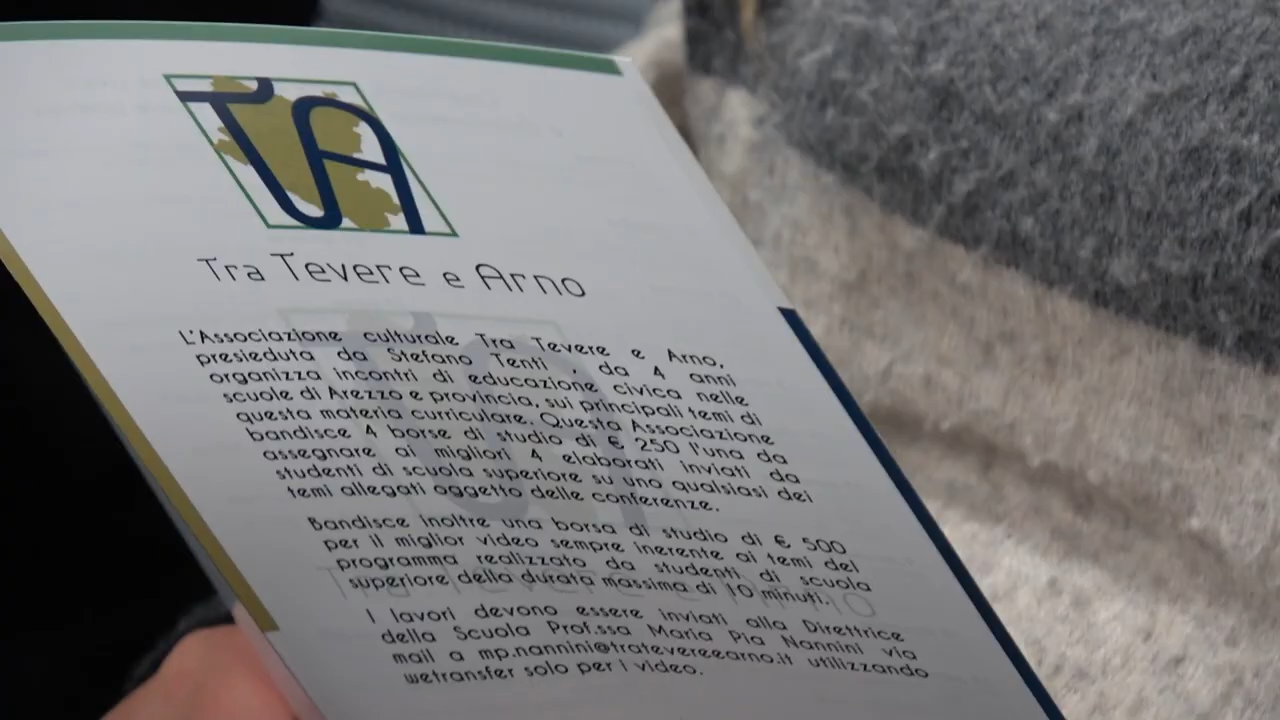 TA
Tra Tevere e Arno
L'Associazione culturale Tra Tevere e Arno,
presieduta da Stefano Tenti , da 4 anni
organizza incontri di educazione civica nelle
scuole di Arezzo e provincia, sui principali temi di
questa materia curriculare. Questa Associazione
bandisce 4 borse di studio di € 250 l'una da
assegnare ai migliori 4 elaborati inviati da
studenti di scuola superiore su uno qualsiasi dei
temi allegati oggetto delle conferenze.
Bandisce inoltre una borsa di studio di € 500
per il miglior video sempre inerente ai temi del
programma realizzato da studenti di scuola
superiore della durata massima di 10 minuti.
I lavori devono essere inviati alla Direttrice
della Scuola Prof.ssa Maria Pia Nannini via
mail a mp.nannini@tratevereearno.it utilizzando
wetransfer solo per i video.